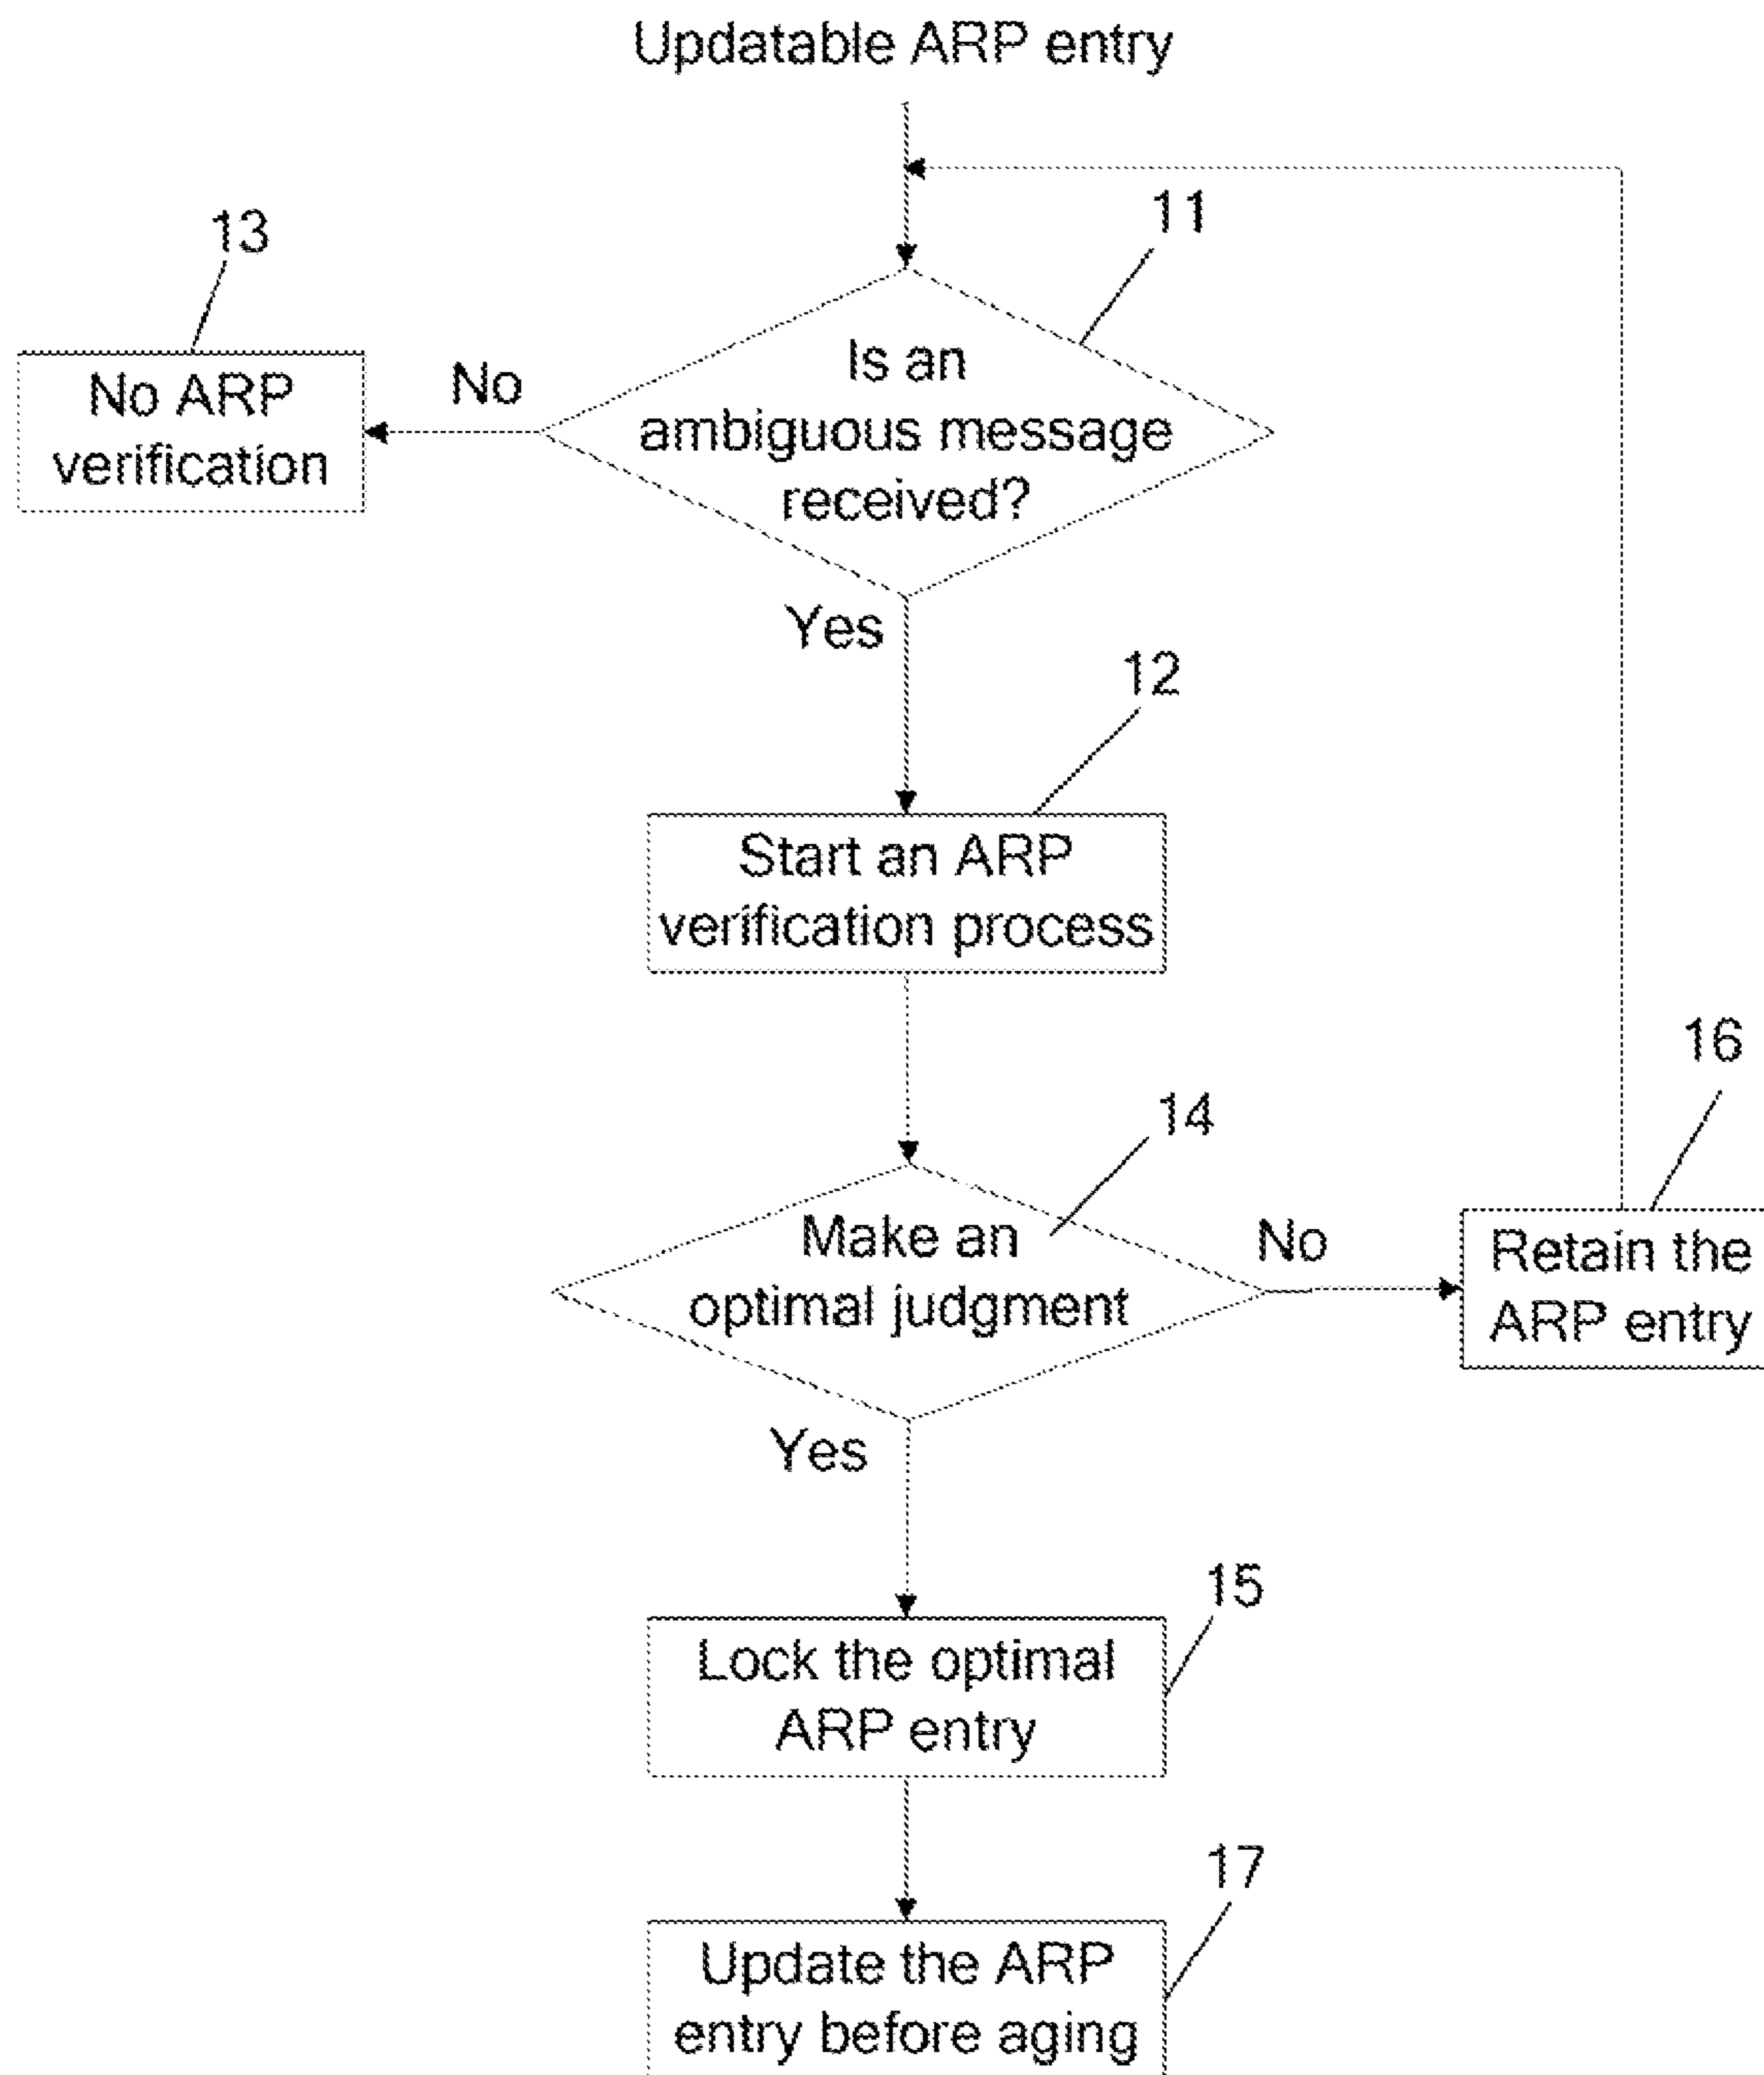 Updatable ARP entry
11
13
Is an
ambiguous message
received?
No
No ARP
verification
Yes
12
Start an ARP
verification process
16
14
Make an
optimal judgment
No
Retain the
ARP entry
Yes
15
Lock the optimal
ARP entry
17
Update the ARP
entry before aging